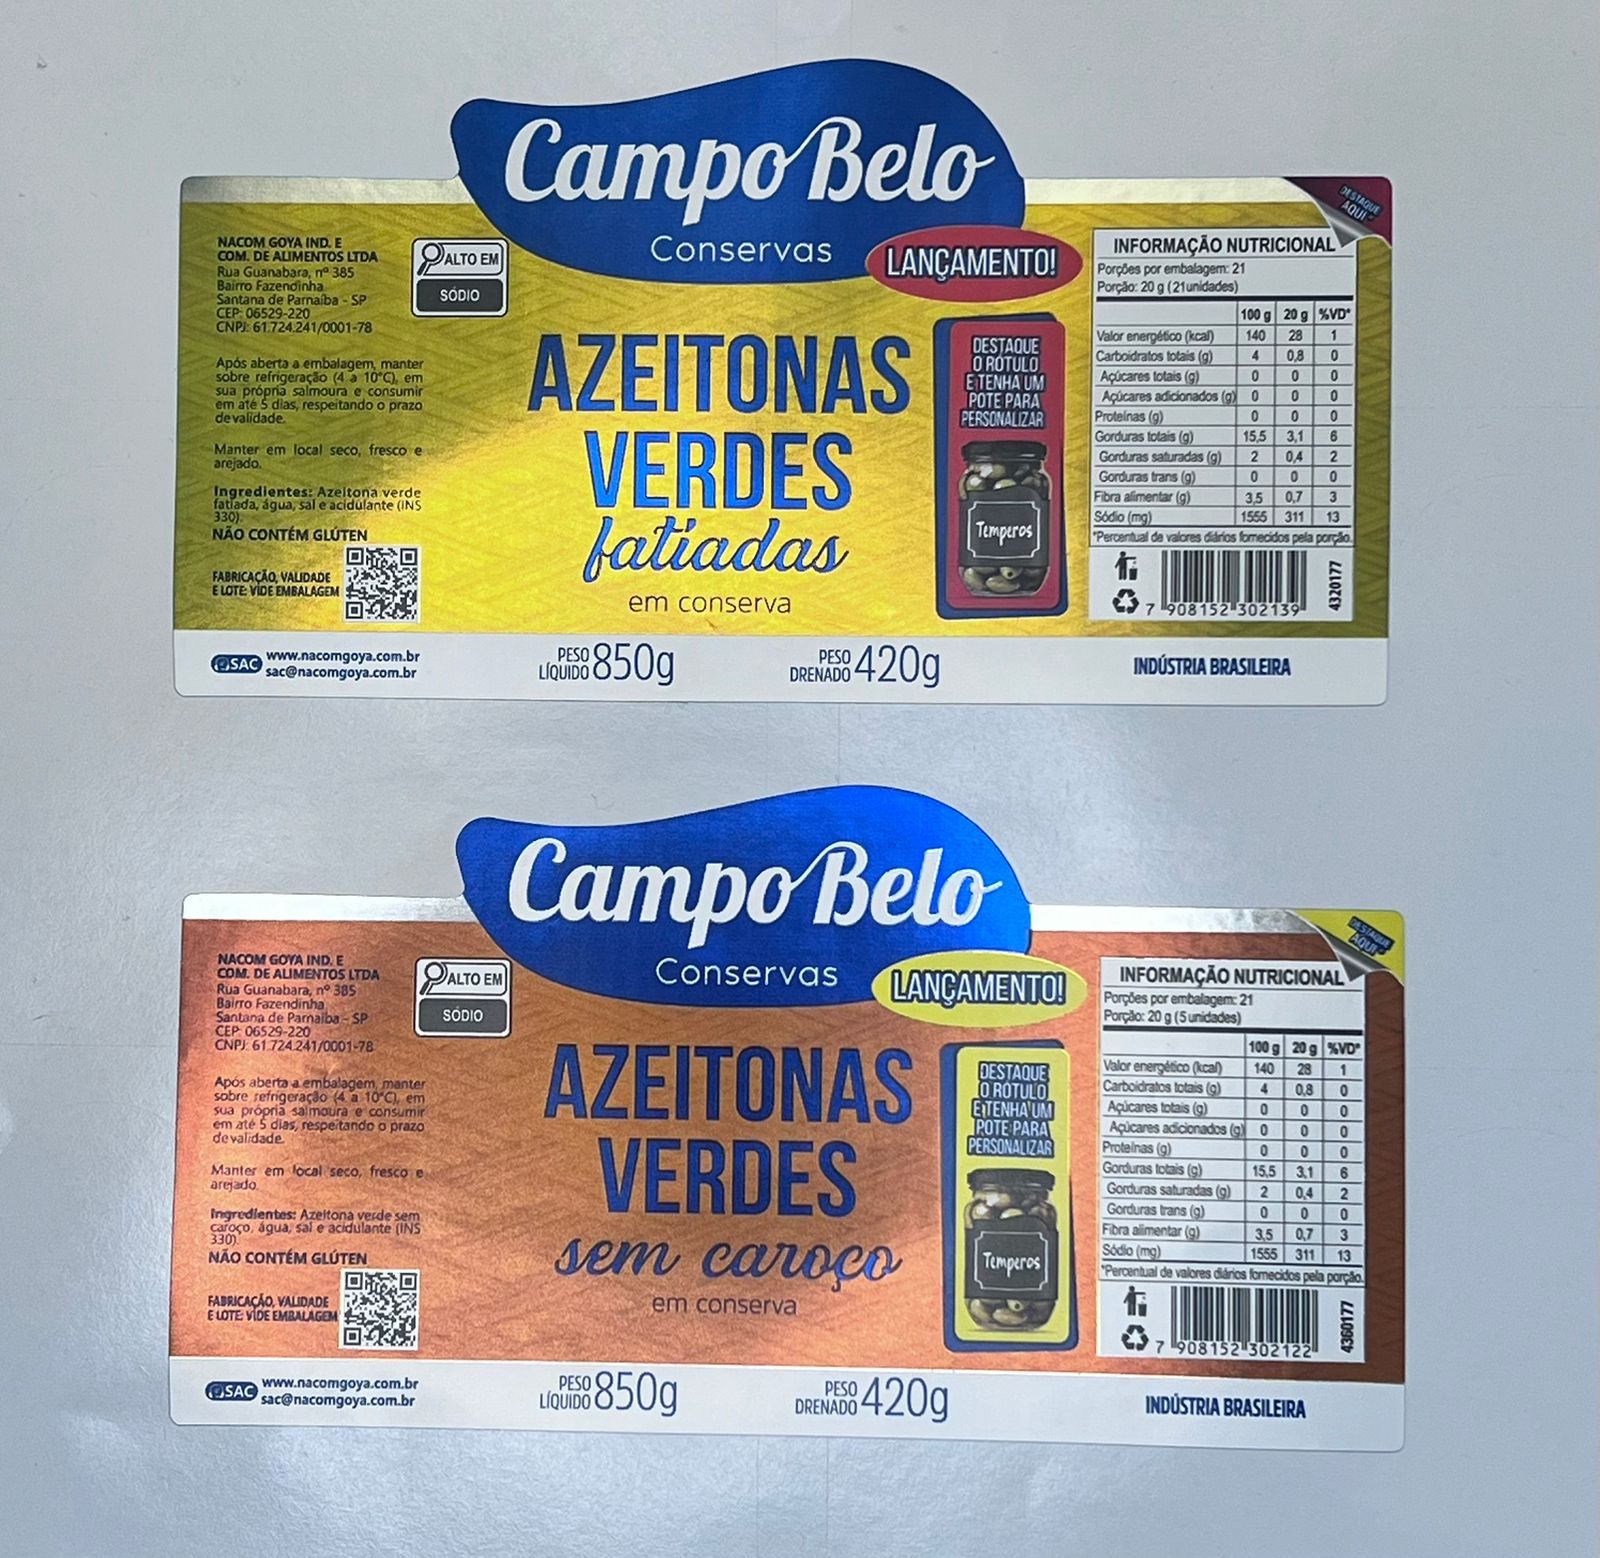 Campo Belo
Conservas
LANÇAMENTO!
DESTAQUE
AQUI
NACOM GOYA IND. E
COM. DE ALIMENTOS LTDA
Rua Guanabara, nº 385
Bairro Fazendinha
Santana de Parnaíba - SP
CEP: 06529-220
CNPJ: 61.724.241/0001-78
ALTO EM
SÓDIO
Após aberta a embalagem, manter
sobre refrigeração (4 a 10°C), em
sua própria salmoura e consumir
em até 5 dias, respeitando o prazo
de validade.
Manter em local seco, fresco e
arejado.
Ingredientes: Azeitona verde
fatiada, água, sal e acidulante (INS
330).
NÃO CONTÉM GLÚTEN
FABRICAÇÃO, VALIDADE
E LOTE: VIDE EMBALAGEM
AZEITONAS
VERDES
fatiadas
em conserva
DESTAQUE
O RÓTULO
E TENHA UM
POTE PARA
PERSONALIZAR
Temperos
INFORMAÇÃO NUTRICIONAL
Porções por embalagem: 21
Porção: 20 g (21unidades)
100 g 20 g %VD*
Valor energético (kcal) 140 28 1
Carboidratos totais (g) 4 0,8 0
Açúcares totais (g) 0 0 0
Açúcares adicionados (g) 0 0 0
Proteínas (g) 0 0 0
Gorduras totais (g) 15,5 3,1 6
Gorduras saturadas (g) 2 0,4 2
Gorduras trans (g) 0 0 0
Fibra alimentar (g) 3,5 0,7 3
Sódio (mg) 1555 311 13
*Percentual de valores diários fornecidos pela porção.
7 908152 302139
4320177
SAC www.nacomgoya.com.br
sac@nacomgoya.com.br
PESO
LÍQUIDO 850g
PESO
DRENADO 420g
INDÚSTRIA BRASILEIRA
Campo Belo
Conservas
LANÇAMENTO!
DESTAQUE
AQUI
NACOM GOYA IND. E
COM. DE ALIMENTOS LTDA
Rua Guanabara, nº 385
Bairro Fazendinha
Santana de Parnaíba - SP
CEP: 06529-220
CNPJ: 61.724.241/0001-78
ALTO EM
SÓDIO
Após aberta a embalagem, manter
sobre refrigeração (4 a 10°C), em
sua própria salmoura e consumir
em até 5 dias, respeitando o prazo
de validade.
Manter em local seco, fresco e
arejado.
Ingredientes: Azeitona verde sem
caroço, água, sal e acidulante (INS
330).
NÃO CONTÉM GLÚTEN
FABRICAÇÃO, VALIDADE
E LOTE: VIDE EMBALAGEM
AZEITONAS
VERDES
sem caroço
em conserva
DESTAQUE
O RÓTULO
E TENHA UM
POTE PARA
PERSONALIZAR
Temperos
INFORMAÇÃO NUTRICIONAL
Porções por embalagem: 21
Porção: 20 g (5 unidades)
100 g 20 g %VD*
Valor energético (kcal) 140 28 1
Carboidratos totais (g) 4 0,8 0
Açúcares totais (g) 0 0 0
Açúcares adicionados (g) 0 0 0
Proteínas (g) 0 0 0
Gorduras totais (g) 15,5 3,1 6
Gorduras saturadas (g) 2 0,4 2
Gorduras trans (g) 0 0 0
Fibra alimentar (g) 3,5 0,7 3
Sódio (mg) 1555 311 13
*Percentual de valores diários fornecidos pela porção.
7 908152 302122
4360177
SAC www.nacomgoya.com.br
sac@nacomgoya.com.br
PESO
LÍQUIDO 850g
PESO
DRENADO 420g
INDÚSTRIA BRASILEIRA